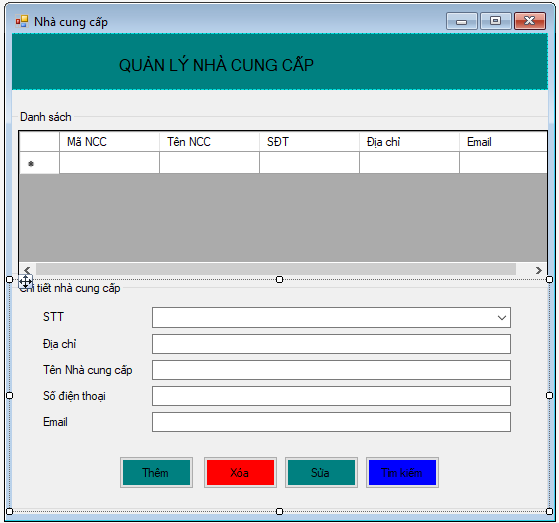 Nhà cung cấp
QUẢN LÝ NHÀ CUNG CẤP
Danh sách
Mã NCC Tên NCC SĐT Địa chỉ Email
Chi tiết nhà cung cấp
STT
Địa chỉ
Tên Nhà cung cấp
Số điện thoại
Email
Thêm Xóa Sửa Tìm kiếm